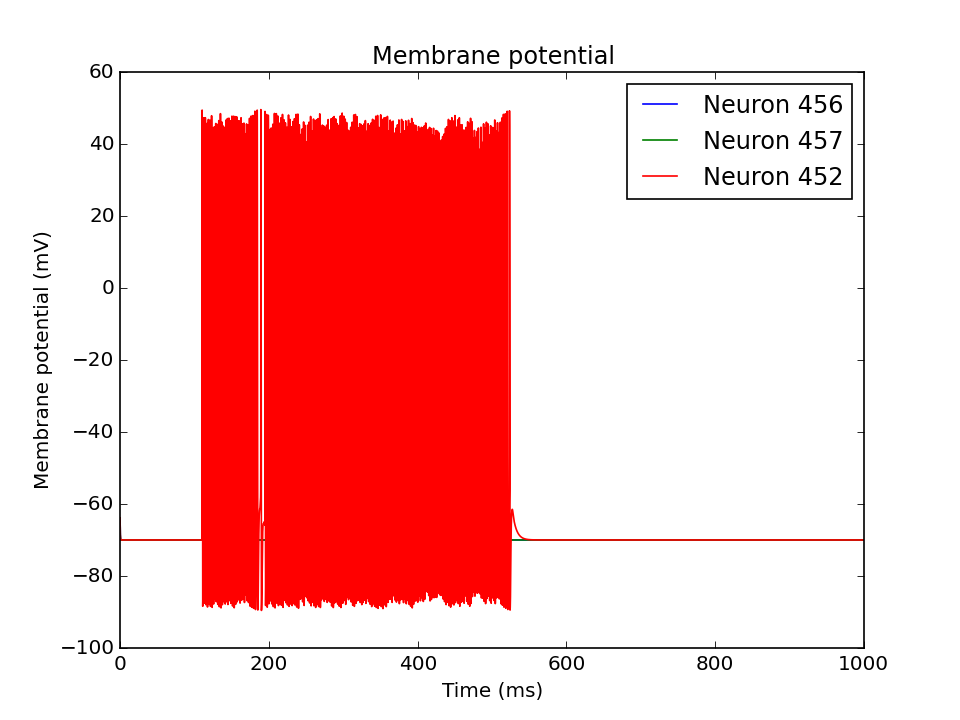 Membrane potential
60
40
20
0
−20
−40
−60
−80
−100
Membrane potential (mV)
Neuron 456
Neuron 457
Neuron 452
0 200 400 600 800 1000
Time (ms)